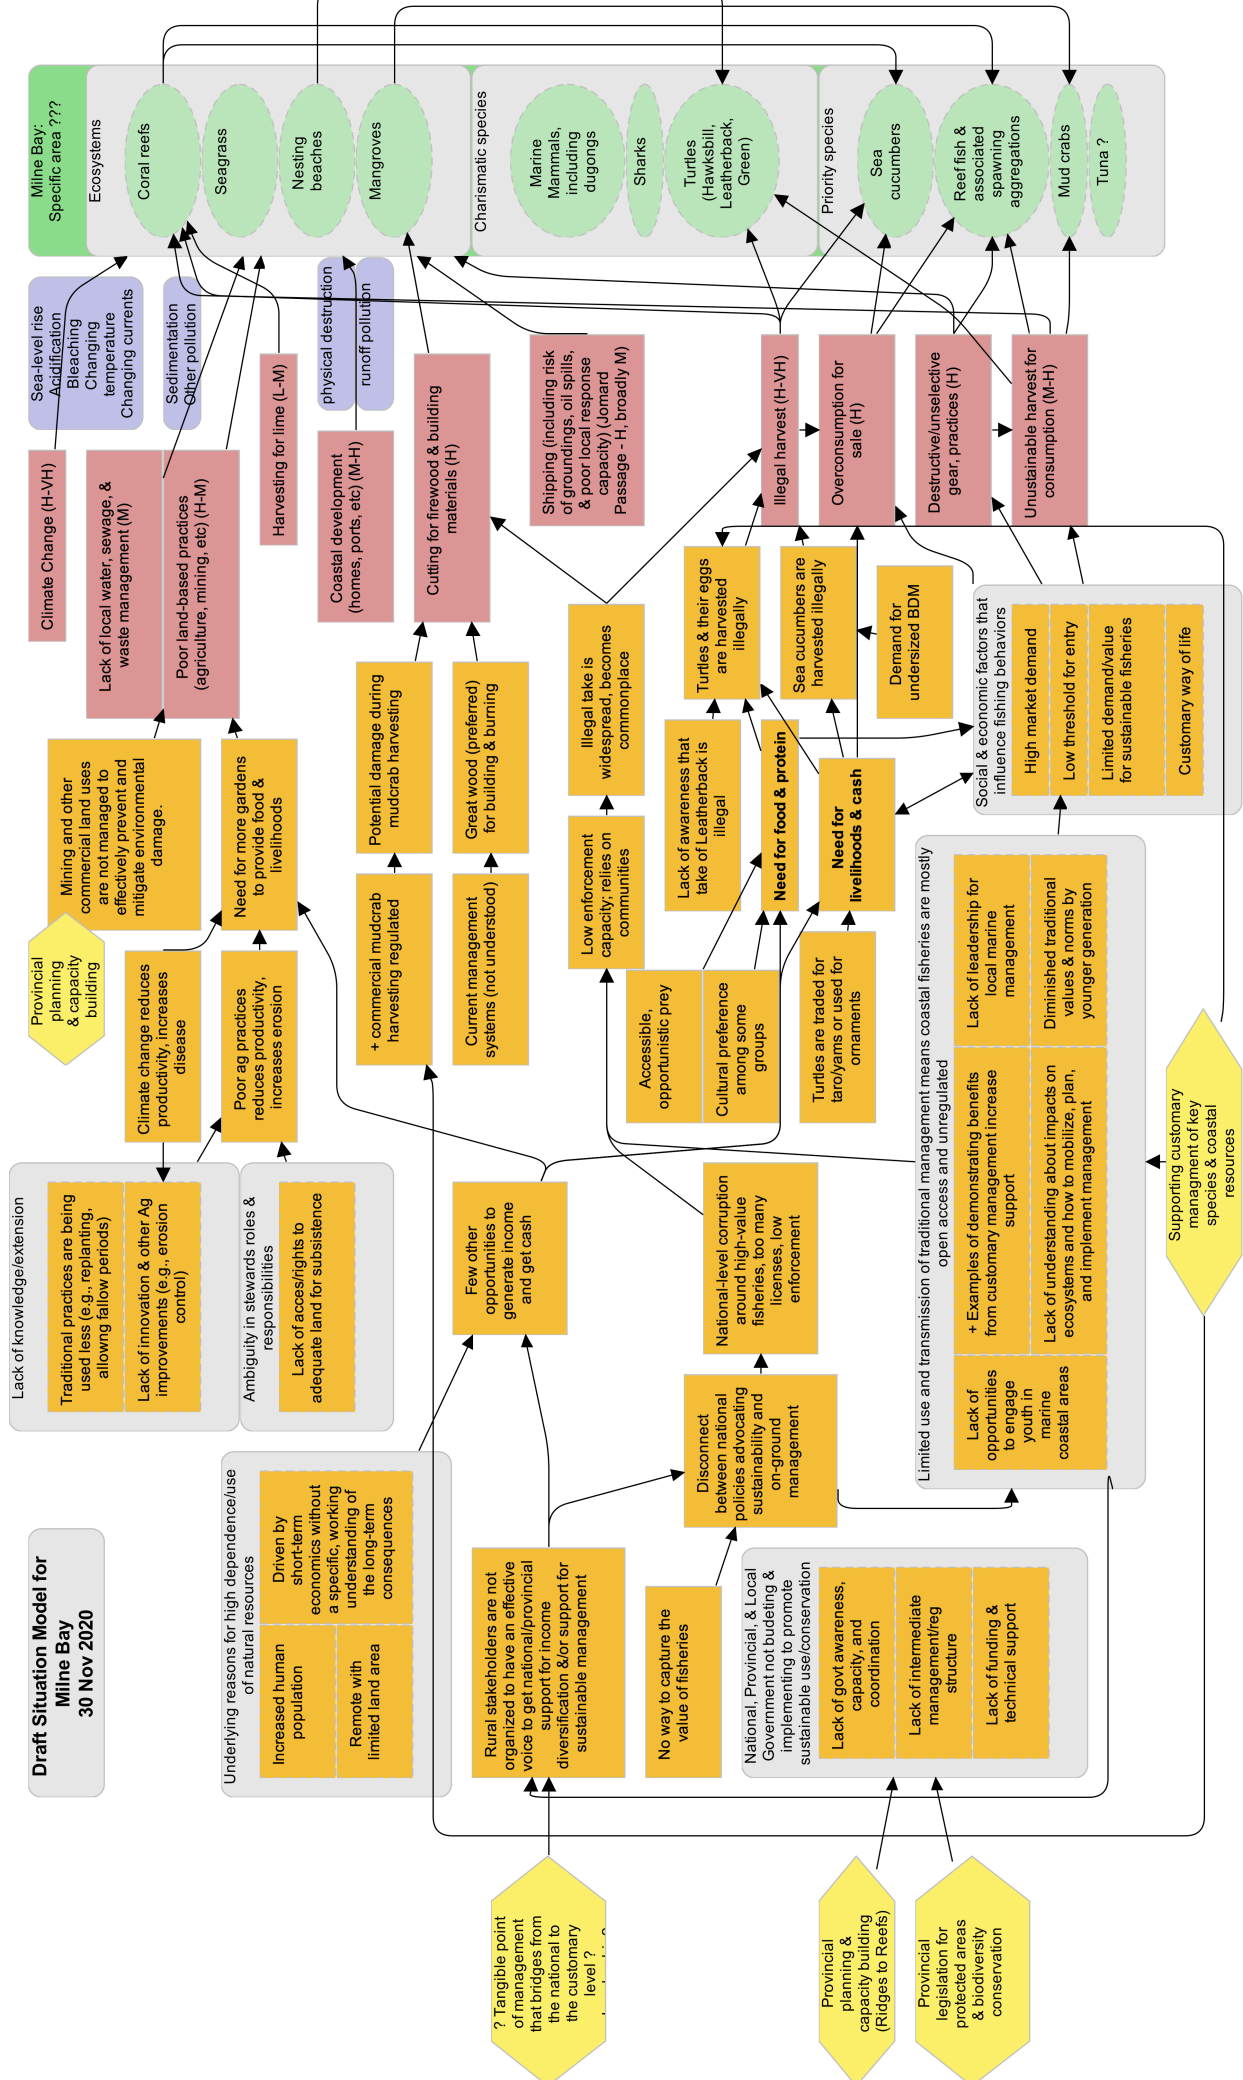 Draft Situation Model for
Milne Bay
30 Nov 2020
? Tangible point
of management
that bridges from
the national to
the customary
level ?
Provincial
planning &
capacity building
(Ridges to Reefs)
Provincial
legislation for
protected areas
& biodiversity
conservation
Underlying reasons for high dependence/use
of natural resources
Increased human
population
Remote with
limited land area
Driven by
short-term
economics without
a specific, working
understanding of
the long-term
consequences
Rural stakeholders are not
organized to have an effective
voice to get national/provincial
support for income
diversification &/or support for
sustainable management
No way to capture the
value of fisheries
National, Provincial, & Local
Government not budeting &
implementing to promote
sustainable use/conservation
Lack of govt awareness,
capacity, and
coordination
Lack of intermediate
management/reg
structure
Lack of funding &
technical support
Lack of knowledge/extension
Traditional practices are being
used less (e.g., replanting,
allowng fallow periods)
Lack of innovation & other Ag
improvements (e.g., erosion
control)
Ambiguity in stewards roles &
responsibilities
Lack of access/rights to
adequate land for subsistence
Few other
opportunities to
generate income
and get cash
Disconnect
between national
policies advocating
sustainability and
on-ground
management
National-level corruption
around high-value
fisheries, too many
licenses, low
enforcement
Limited use and transmission of traditional management means coastal fisheries are mostly
open access and unregulated
Lack of
opportunities
to engage
youth in
marine
coastal areas
+ Examples of demonstrating benefits
from customary management increase
support
Lack of understanding about impacts on
ecosystems and how to mobilize, plan,
and implement management
Lack of leadership for
local marine
management
Diminished traditional
values & norms by
younger generation
Supporting customary
managment of key
species & coastal
resources
Provincial
planning
& capacity
building
Mining and other
commercial land uses
are not managed to
effectively prevent and
mitigate environmental
damage.
Climate change reduces
productivity, increases
disease
Poor ag practices
reduces productivity,
increases erosion
Need for more gardens
to provide food &
livelihoods
+ commercial mudcrab
harvesting regulated
Potential damage during
mudcrab harvesting
Current management
systems (not understood)
Great wood (preferred)
for building & burning
Low enforcement
capacity; relies on
communities
Illegal take is
widespread, becomes
commonplace
Accessible,
opportunistic prey
Cultural preference
among some
groups
Turtles are traded for
taro/yams or used for
ornaments
Lack of awareness that
take of Leatherback is
illegal
Need for food & protein
Need for
livelihoods & cash
Turtles & their eggs
are harvested
illegally
Sea cucumbers are
harvested illegally
Demand for
undersized BDM
Social & economic factors that
influence fishing behaviors
High market demand
Low threshold for entry
Limited demand/value
for sustainable fisheries
Customary way of life
Climate Change (H-VH)
Lack of local water, sewage, &
waste management (M)
Poor land-based practices
(agriculture, mining, etc) (H-M)
Harvesting for lime (L-M)
Coastal development
(homes, ports, etc) (M-H)
Cutting for firewood & building
materials (H)
Shipping (including risk
of groundings, oil spills,
& poor local response
capacity) (Jomard
Passage - H, broadly M)
Illegal harvest (H-VH)
Overconsumption for
sale (H)
Destructive/unselective
gear, practices (H)
Unustainable harvest for
consumption (M-H)
Sea-level rise
Acidification
Bleaching
Changing
temperature
Changing currents
Sedimentation
Other pollution
physical destruction
runoff pollution
Milne Bay:
Specific area ???
Ecosystems
Coral reefs
Seagrass
Nesting
beaches
Mangroves
Charismatic species
Marine
Mammals,
including
dugongs
Sharks
Turtles
(Hawksbill,
Leatherback,
Green)
Priority species
Sea
cucumbers
Reef fish &
associated
spawning
aggregations
Mud crabs
Tuna ?